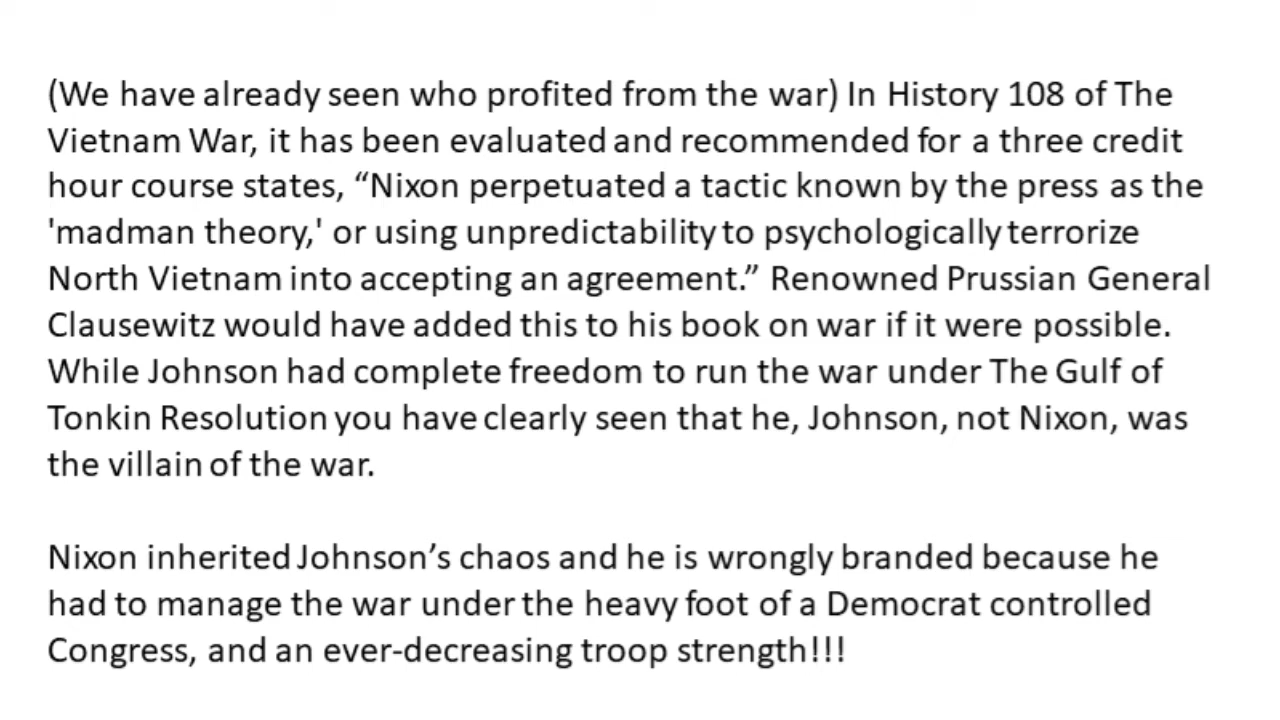 (We have already seen who profited from the war) In History 108 of The
Vietnam War, it has been evaluated and recommended for a three credit
hour course states, “Nixon perpetuated a tactic known by the press as the
'madman theory,' or using unpredictability to psychologically terrorize
North Vietnam into accepting an agreement.” Renowned Prussian General
Clausewitz would have added this to his book on war if it were possible.
While Johnson had complete freedom to run the war under The Gulf of
Tonkin Resolution you have clearly seen that he, Johnson, not Nixon, was
the villain of the war.
Nixon inherited Johnson’s chaos and he is wrongly branded because he
had to manage the war under the heavy foot of a Democrat controlled
Congress, and an ever-decreasing troop strength!!!